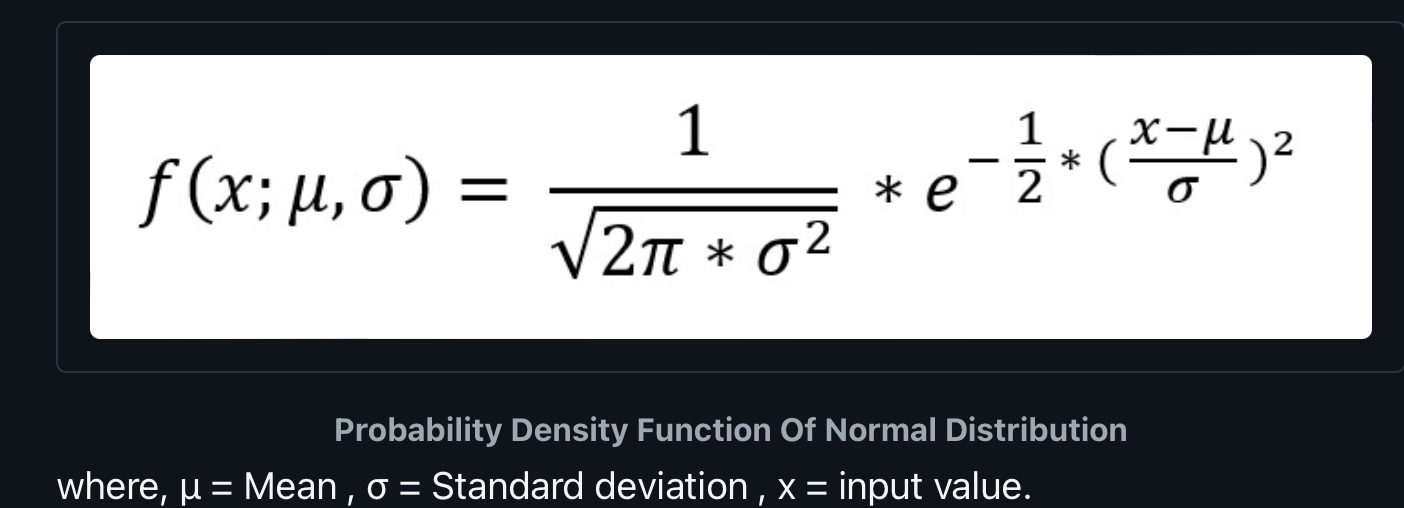 f(x; μ, σ) = 1/√(2π * σ²) * e^(−1/2 * ((x−μ)/σ)²)
Probability Density Function Of Normal Distribution
where, μ = Mean , σ = Standard deviation , x = input value.